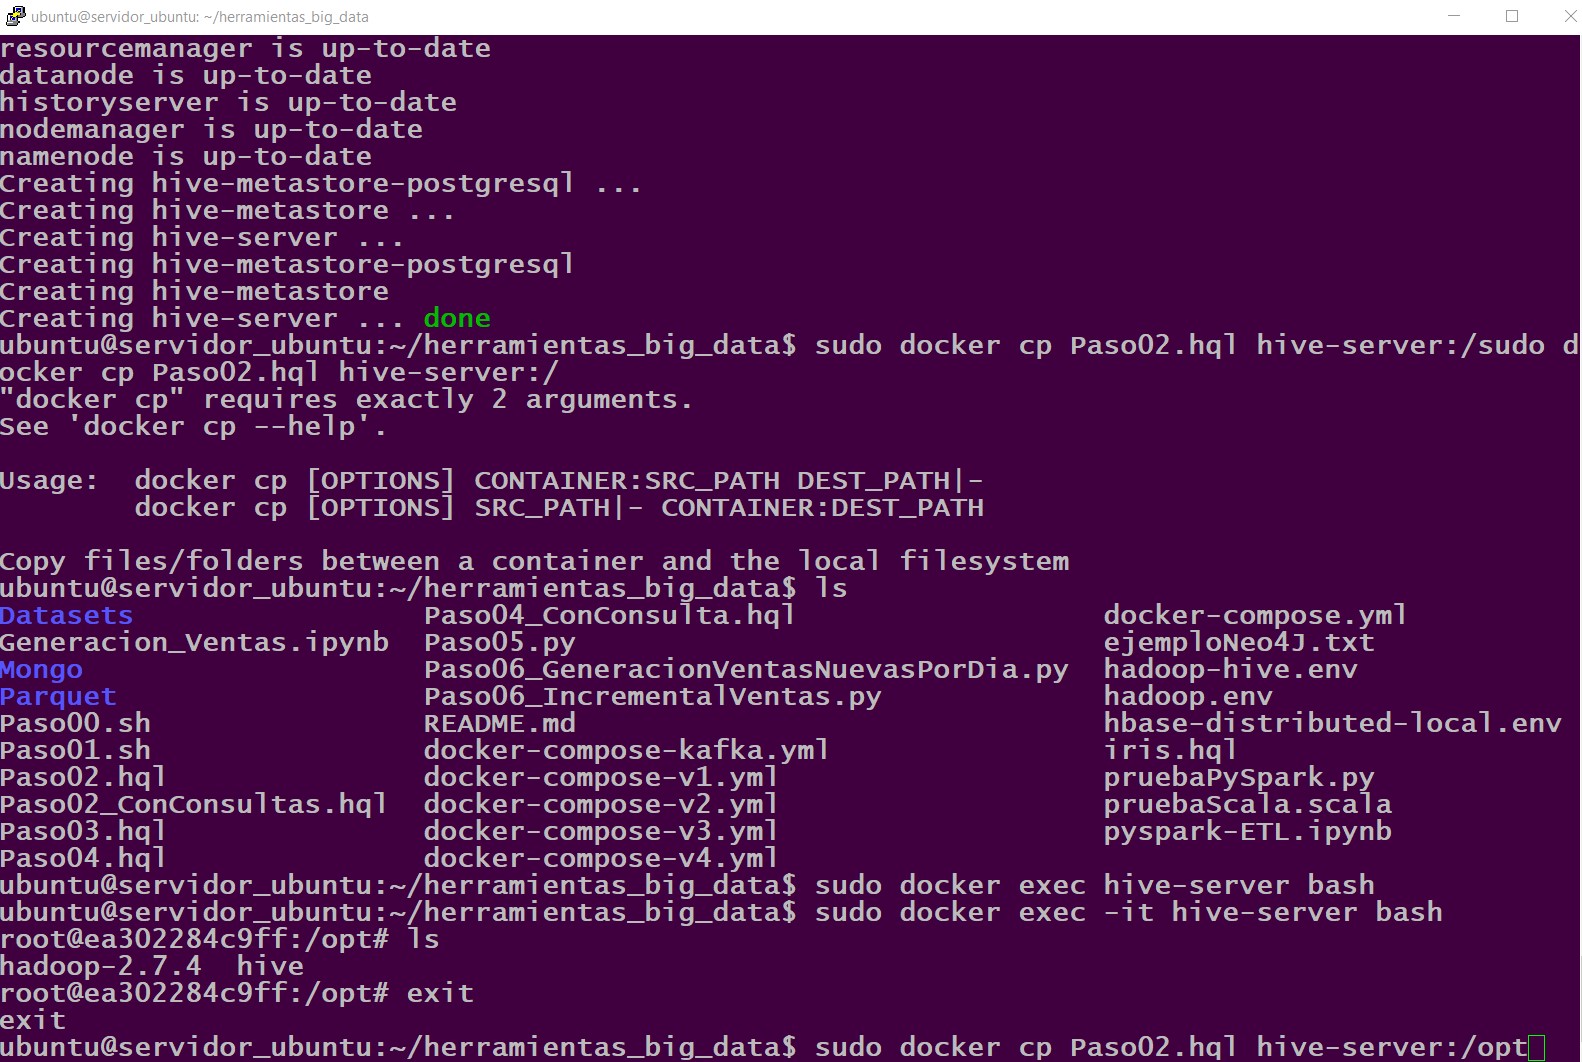 ubuntu@servidor_ubuntu: ~/herramientas_big_data
resourcemanager is up-to-date
datanode is up-to-date
historyserver is up-to-date
nodemanager is up-to-date
namenode is up-to-date
Creating hive-metastore-postgresql ...
Creating hive-metastore ...
Creating hive-server ...
Creating hive-metastore-postgresql
Creating hive-metastore
Creating hive-server ... done
ubuntu@servidor_ubuntu:~/herramientas_big_data$ sudo docker cp Paso02.hql hive-server:/sudo d
ocker cp Paso02.hql hive-server:/
"docker cp" requires exactly 2 arguments.
See 'docker cp --help'.
Usage:  docker cp [OPTIONS] CONTAINER:SRC_PATH DEST_PATH|-
        docker cp [OPTIONS] SRC_PATH|- CONTAINER:DEST_PATH
Copy files/folders between a container and the local filesystem
ubuntu@servidor_ubuntu:~/herramientas_big_data$ ls
Datasets                 Paso04_ConConsulta.hql                  docker-compose.yml
Generacion_Ventas.ipynb  Paso05.py                               ejemploNeo4J.txt
Mongo                    Paso06_GeneracionVentasNuevasPorDia.py  hadoop-hive.env
Parquet                  Paso06_IncrementalVentas.py             hadoop.env
Paso00.sh                README.md                               hbase-distributed-local.env
Paso01.sh                docker-compose-kafka.yml                iris.hql
Paso02.hql               docker-compose-v1.yml                   pruebaPySpark.py
Paso02_ConConsultas.hql  docker-compose-v2.yml                   pruebaScala.scala
Paso03.hql               docker-compose-v3.yml                   pyspark-ETL.ipynb
Paso04.hql               docker-compose-v4.yml
ubuntu@servidor_ubuntu:~/herramientas_big_data$ sudo docker exec hive-server bash
ubuntu@servidor_ubuntu:~/herramientas_big_data$ sudo docker exec -it hive-server bash
root@ea302284c9ff:/opt# ls
hadoop-2.7.4  hive
root@ea302284c9ff:/opt# exit
exit
ubuntu@servidor_ubuntu:~/herramientas_big_data$ sudo docker cp Paso02.hql hive-server:/opt